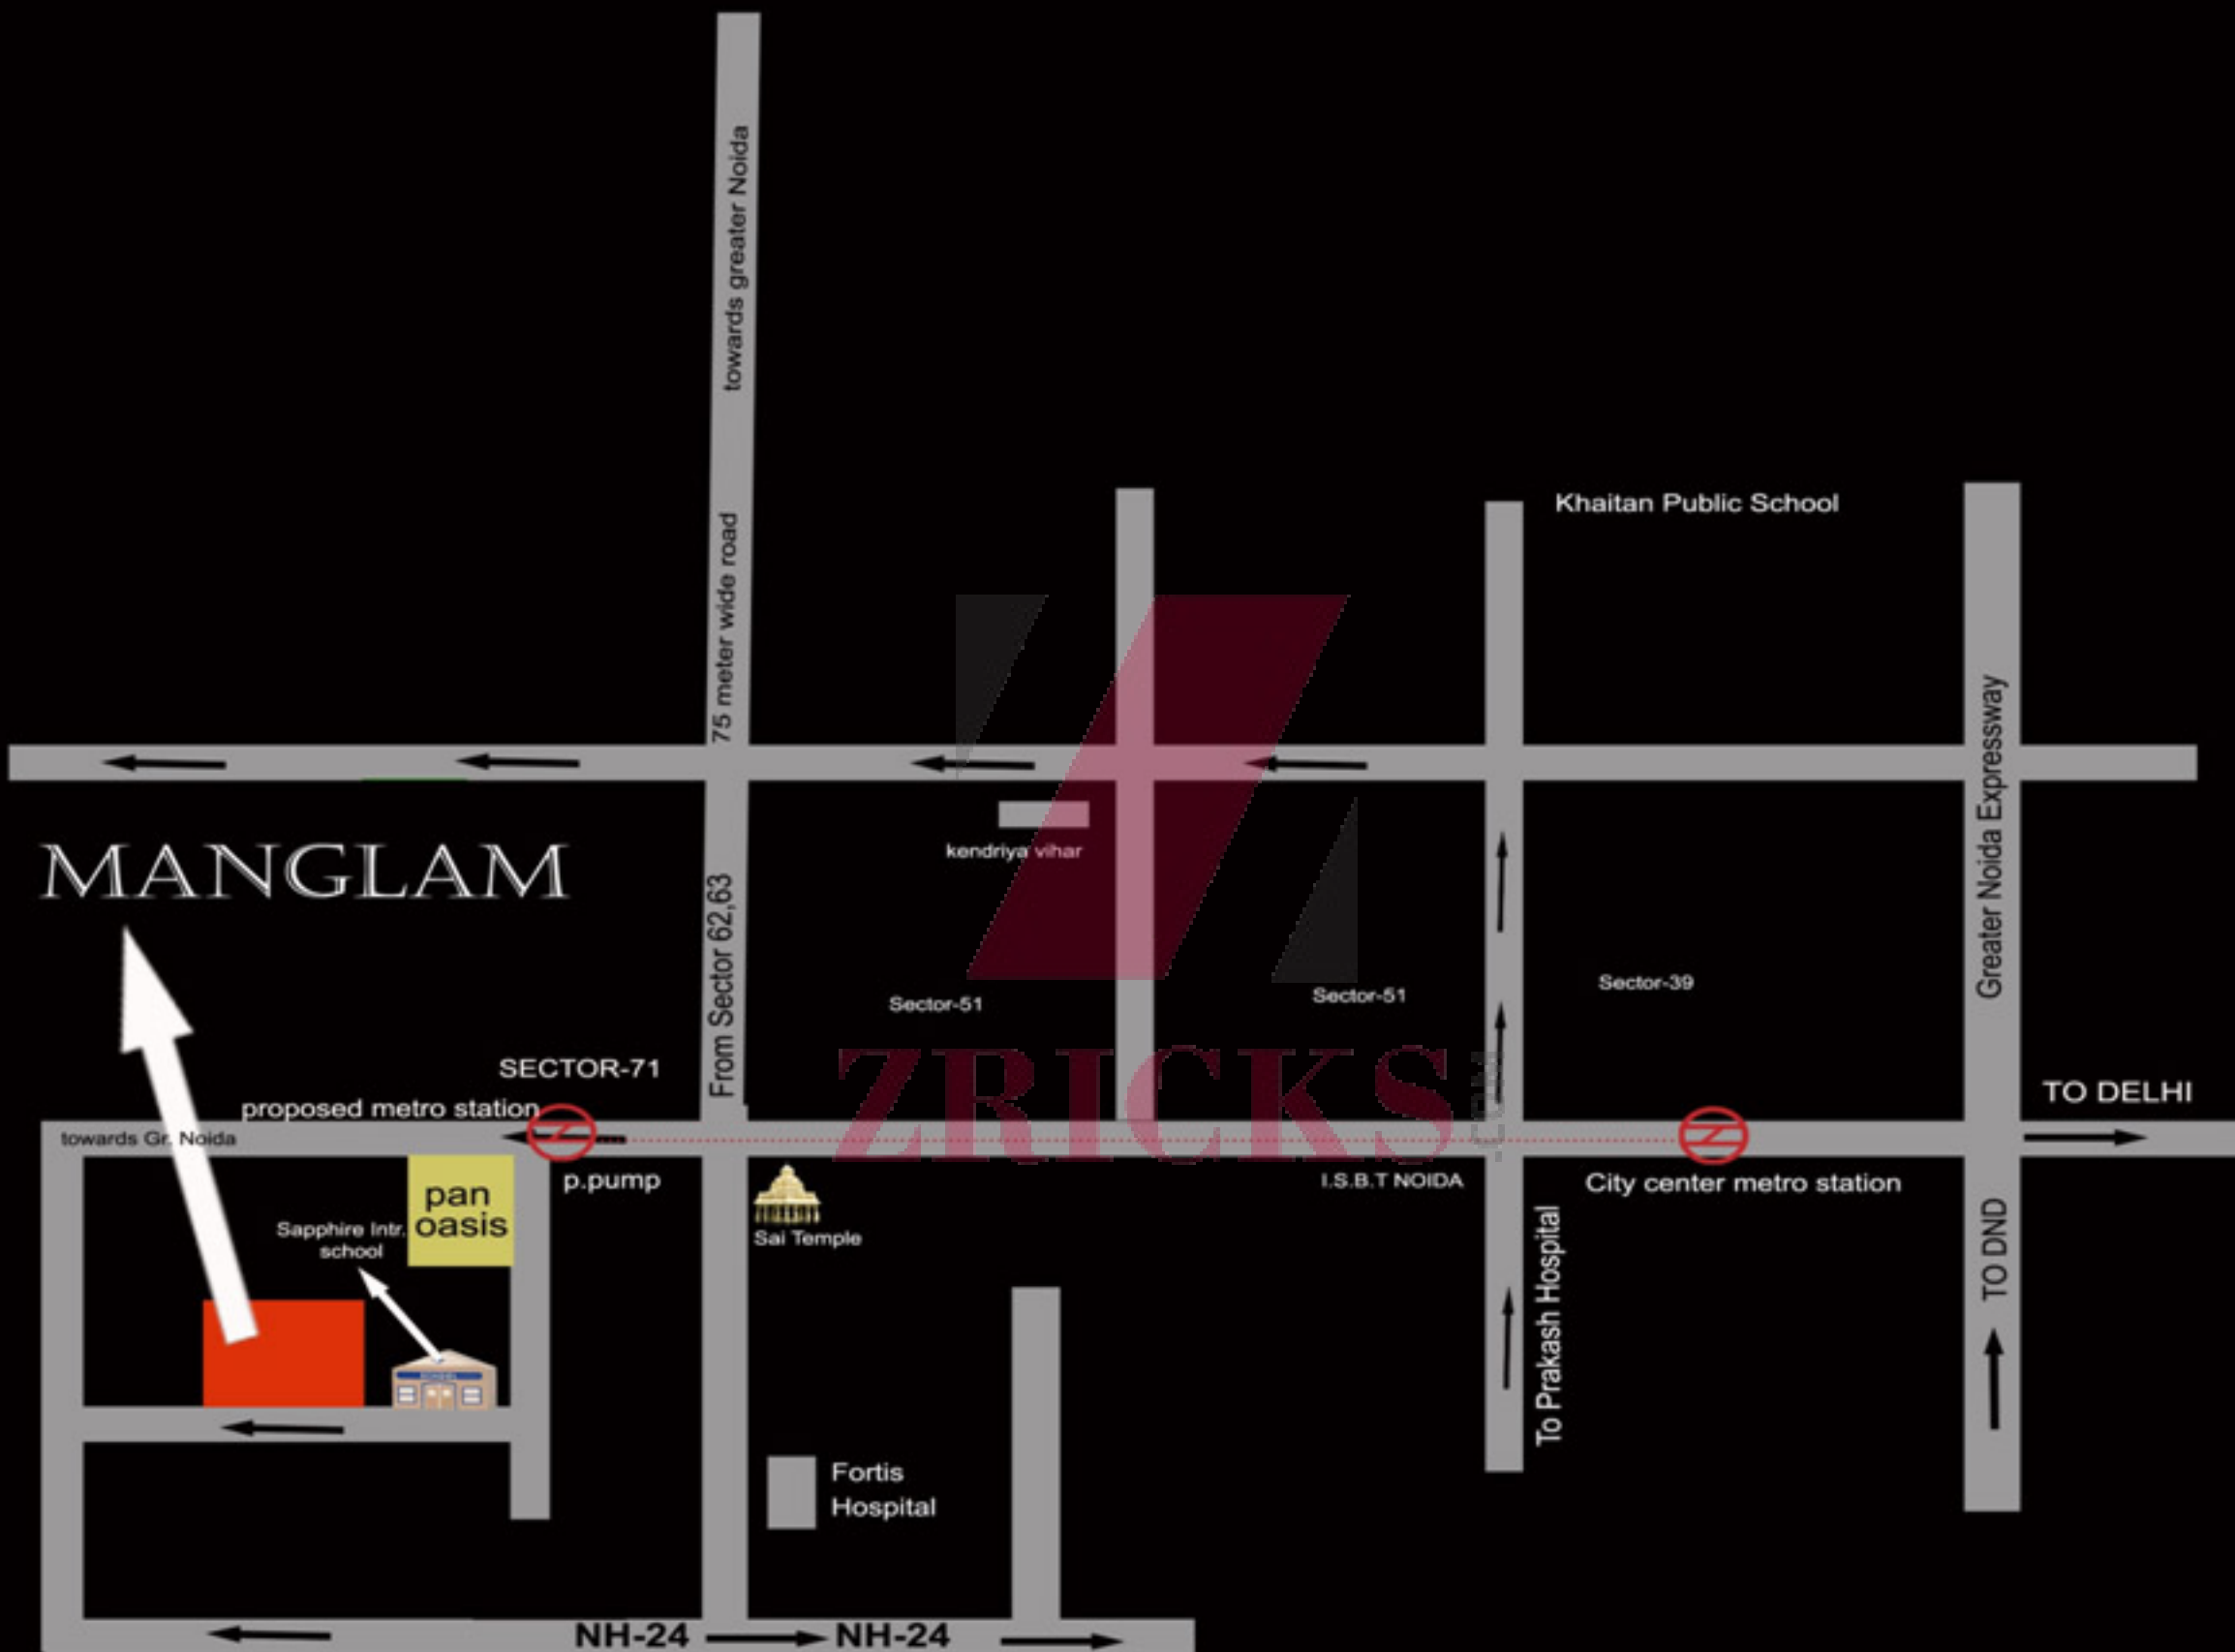 towards greater Noida
75 meter wide road
Khaitan Public School
Greater Noida Expressway
kendriya vihar
MANGLAM
From Sector 62,63
Sector-51
Sector-51
Sector-39
SECTOR-71
ZRICKS
.com
TO DELHI
proposed metro station
towards Gr. Noida
p.pump
I.S.B.T NOIDA
City center metro station
pan
oasis
Sapphire Intr.
school
Sai Temple
To Prakash Hospital
TO DND
SCHOOL
Fortis
Hospital
NH-24
NH-24